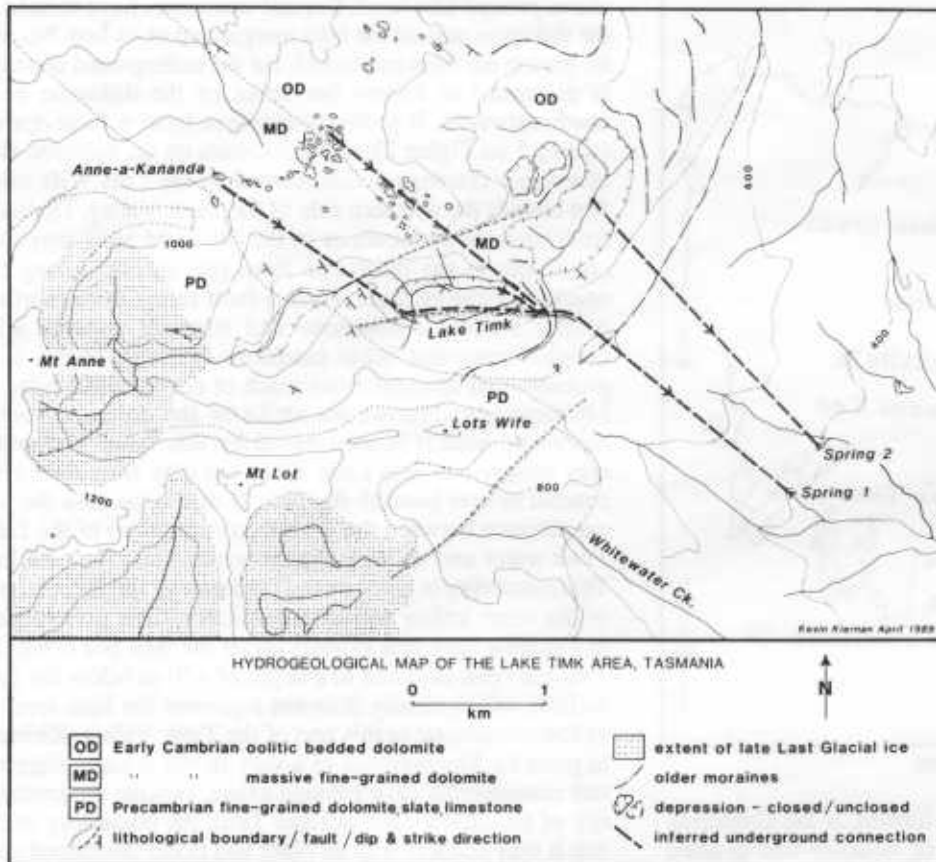 OD
OD
MD
Anne-a-Kananda
MD
1000
PD
Lake Timk
Mt Anne
PD
Lots Wife
Mt Lot
1200
800
600
400
Spring 2
Spring 1
Whitewater Ck.
Kevin Kiernan April 1989
HYDROGEOLOGICAL MAP OF THE LAKE TIMK AREA, TASMANIA
0 1
km
N
OD Early Cambrian oolitic bedded dolomite
MD " " massive fine-grained dolomite
PD Precambrian fine-grained dolomite, slate, limestone
lithological boundary / fault / dip & strike direction
extent of late Last Glacial ice
older moraines
depression - closed / unclosed
inferred underground connection